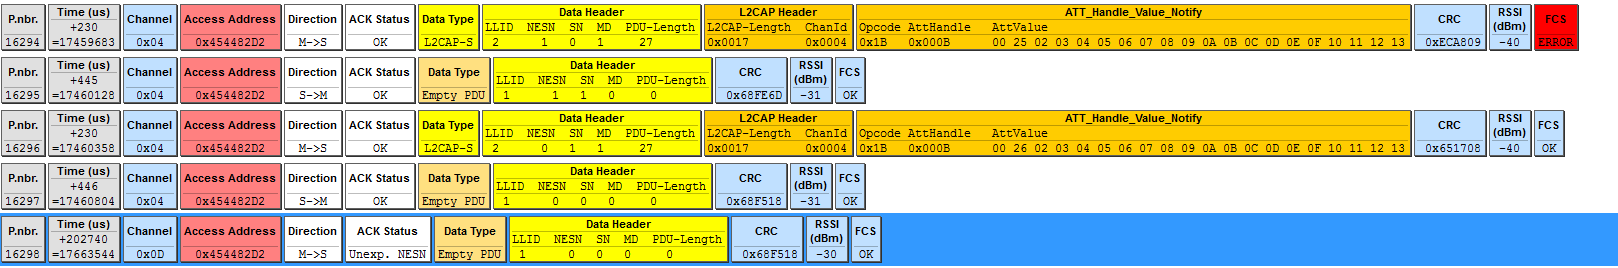 P.nbr. Time (us) Channel Access Address Direction ACK Status Data Type Data Header L2CAP Header ATT_Handle_Value_Notify CRC RSSI (dBm) FCS
+230 LLID NESN SN MD PDU-Length L2CAP-Length ChanId Opcode AttHandle AttValue
16294 =17459683 0x04 0x454482D2 M->S OK L2CAP-S 2 1 0 1 27 0x0017 0x0004 0x1B 0x000B 00 25 02 03 04 05 06 07 08 09 0A 0B 0C 0D 0E 0F 10 11 12 13 0xECA809 -40 ERROR
P.nbr. Time (us) Channel Access Address Direction ACK Status Data Type Data Header CRC RSSI (dBm) FCS
+445 LLID NESN SN MD PDU-Length
16295 =17460128 0x04 0x454482D2 S->M OK Empty PDU 1 1 1 0 0 0x68FE6D -31 OK
P.nbr. Time (us) Channel Access Address Direction ACK Status Data Type Data Header L2CAP Header ATT_Handle_Value_Notify CRC RSSI (dBm) FCS
+230 LLID NESN SN MD PDU-Length L2CAP-Length ChanId Opcode AttHandle AttValue
16296 =17460358 0x04 0x454482D2 M->S OK L2CAP-S 2 0 1 1 27 0x0017 0x0004 0x1B 0x000B 00 26 02 03 04 05 06 07 08 09 0A 0B 0C 0D 0E 0F 10 11 12 13 0x651708 -40 OK
P.nbr. Time (us) Channel Access Address Direction ACK Status Data Type Data Header CRC RSSI (dBm) FCS
+446 LLID NESN SN MD PDU-Length
16297 =17460804 0x04 0x454482D2 S->M OK Empty PDU 1 0 0 0 0 0x68F518 -31 OK
P.nbr. Time (us) Channel Access Address Direction ACK Status Data Type Data Header CRC RSSI (dBm) FCS
+202740 LLID NESN SN MD PDU-Length
16298 =17663544 0x0D 0x454482D2 M->S Unexp. NESN Empty PDU 1 0 0 0 0 0x68F518 -30 OK